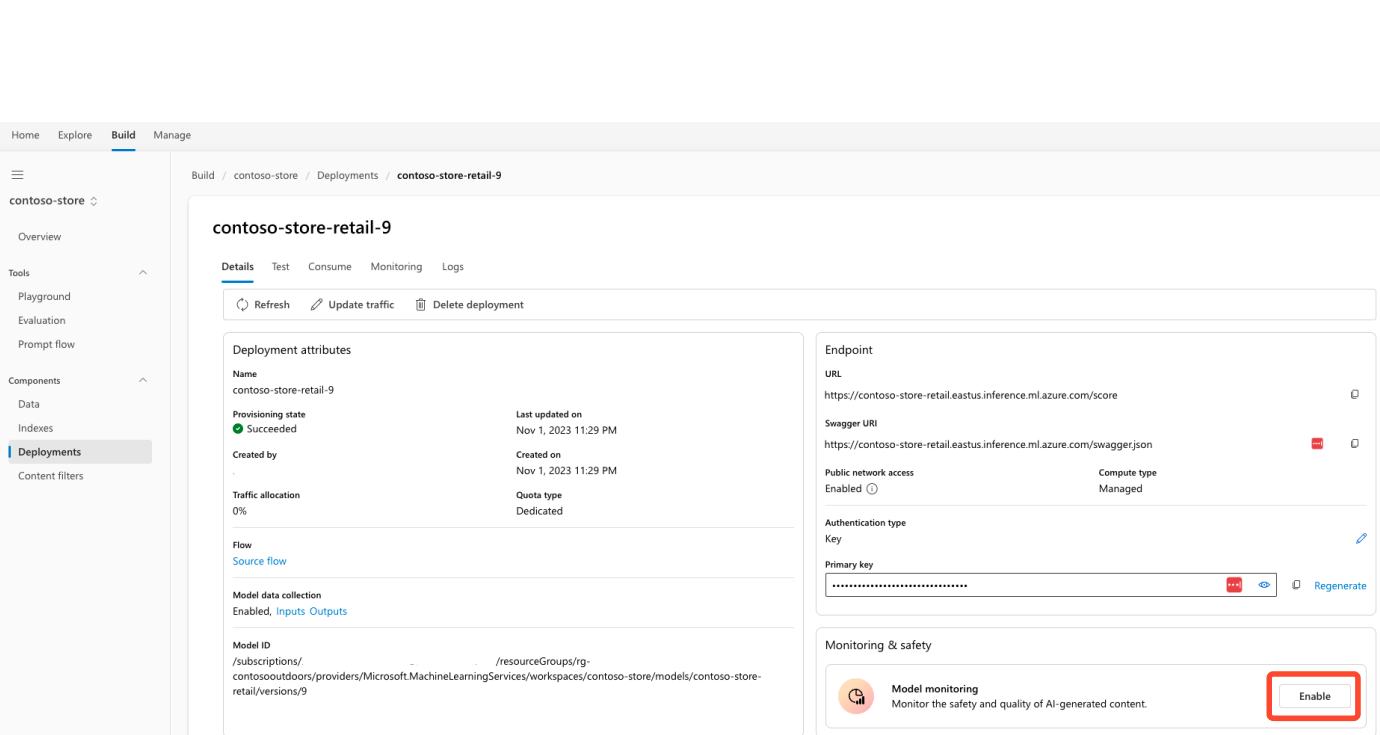 Home Explore Build Manage
Build / contoso-store / Deployments / contoso-store-retail-9
contoso-store
Overview
Tools
Playground
Evaluation
Prompt flow
Components
Data
Indexes
Deployments
Content filters
contoso-store-retail-9
Details Test Consume Monitoring Logs
Refresh Update traffic Delete deployment
Deployment attributes
Name
contoso-store-retail-9
Provisioning state Last updated on
Succeeded Nov 1, 2023 11:29 PM
Created by Created on
Nov 1, 2023 11:29 PM
Traffic allocation Quota type
0% Dedicated
Flow
Source flow
Model data collection
Enabled, Inputs Outputs
Model ID
/subscriptions/ /resourceGroups/rg-
contosooutdoors/providers/Microsoft.MachineLearningServices/workspaces/contoso-store/models/contoso-store-
retail/versions/9
Endpoint
URL
https://contoso-store-retail.eastus.inference.ml.azure.com/score
Swagger URI
https://contoso-store-retail.eastus.inference.ml.azure.com/swagger.json
Public network access Compute type
Enabled Managed
Authentication type
Key
Primary key
•••••••••••••••••••••••••••••••• Regenerate
Monitoring & safety
Model monitoring
Monitor the safety and quality of AI-generated content.
Enable